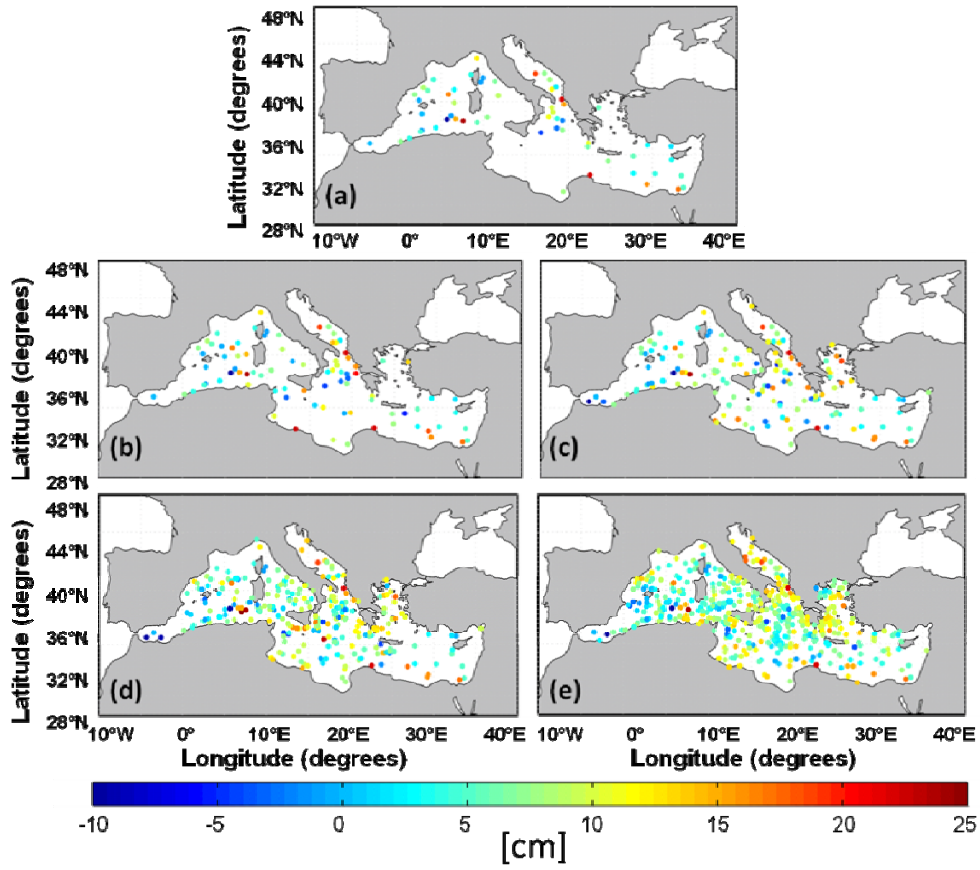 48°N
44°N
40°N
36°N
32°N
28°N
Latitude (degrees)
(a)
10°W 0° 10°E 20°E 30°E 40°E
48°N
44°N
40°N
36°N
32°N
28°N
Latitude (degrees)
(b)
(c)
48°N
44°N
40°N
36°N
32°N
28°N
Latitude (degrees)
(d)
(e)
10°W 0° 10°E 20°E 30°E 40°E
10°W 0° 10°E 20°E 30°E 40°E
Longitude (degrees)
Longitude (degrees)
-10 -5 0 5 10 15 20 25
[cm]